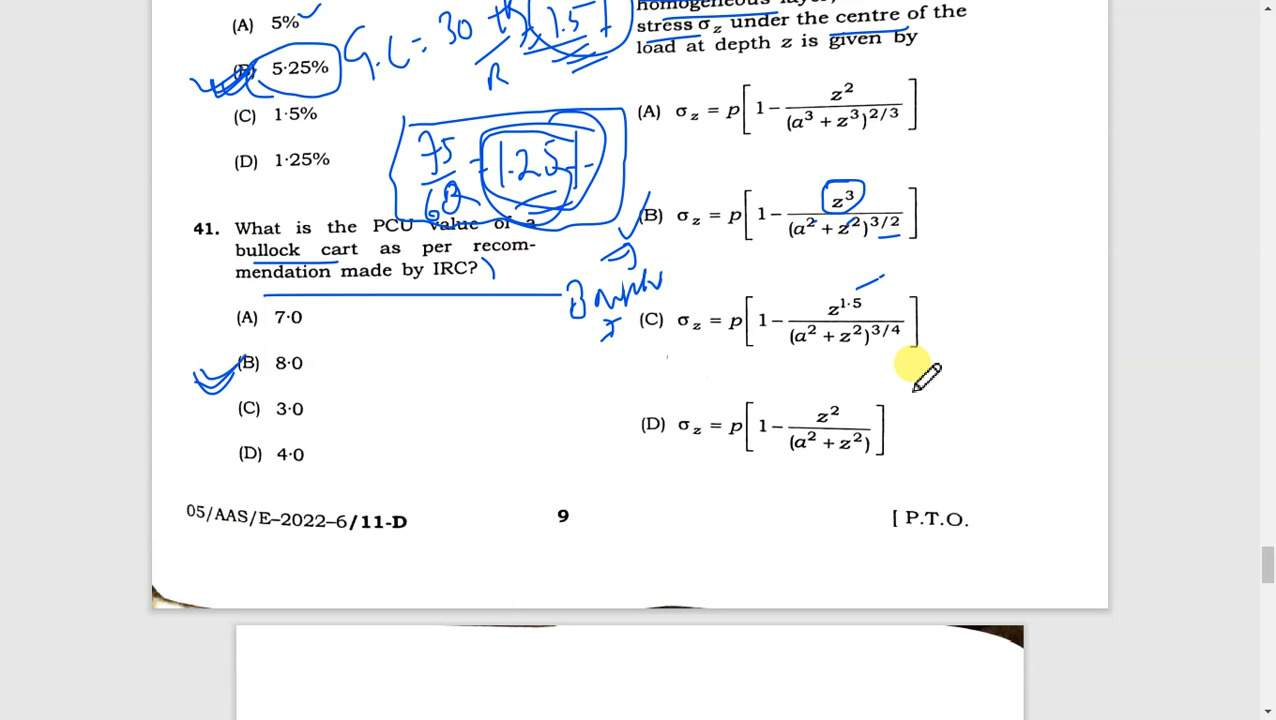 (A) 5%
G.C = 30 + R / R
(B) 5·25%
(C) 1·5%
(D) 1·25%
75/R
1.25
41. What is the PCU value of a
bullock cart as per recom-
mendation made by IRC?
(A) 7·0
(B) 8·0
(C) 3·0
(D) 4·0
homogeneous layer,
stress σz under the centre of the
load at depth z is given by
(A) σz = p[1 − z²/(a³ + z³)^2/3]
(B) σz = p[1 − z³/(a² + z²)^3/2]
(C) σz = p[1 − z^1·5/(a² + z²)^3/4]
(D) σz = p[1 − z²/(a² + z²)]
05/AAS/E–2022–6/11-D
9
[ P.T.O.